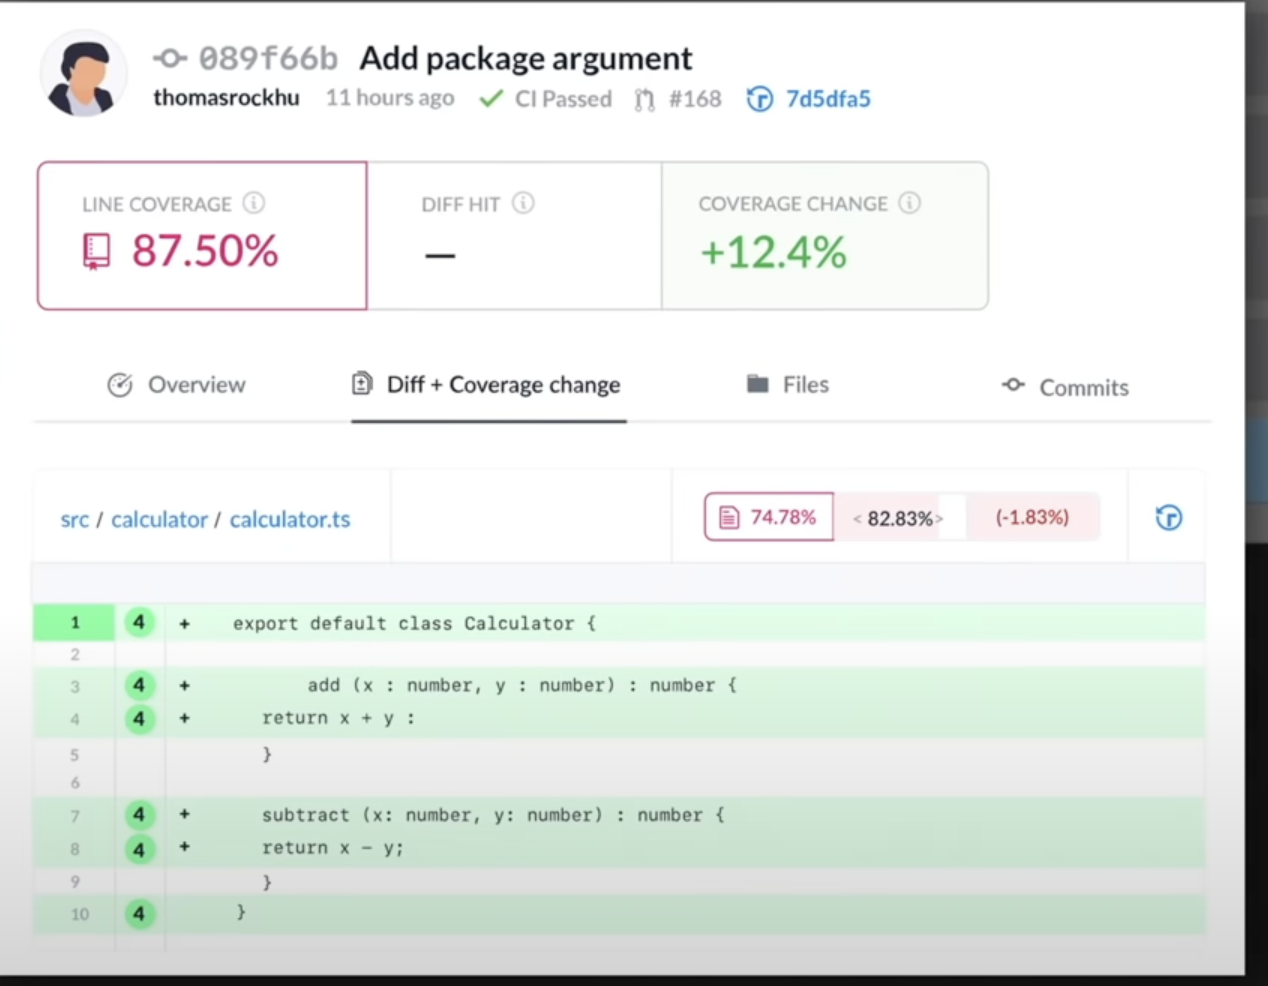 089f66b Add package argument
thomasrockhu 11 hours ago CI Passed #168 7d5dfa5
LINE COVERAGE DIFF HIT COVERAGE CHANGE
87.50% — +12.4%
Overview Diff + Coverage change Files Commits
src / calculator / calculator.ts 74.78% < 82.83%> (-1.83%)
1 4 + export default class Calculator {
2
3 4 + add (x : number, y : number) : number {
4 4 + return x + y :
5 }
6
7 4 + subtract (x: number, y: number) : number {
8 4 + return x – y;
9 }
10 4 }